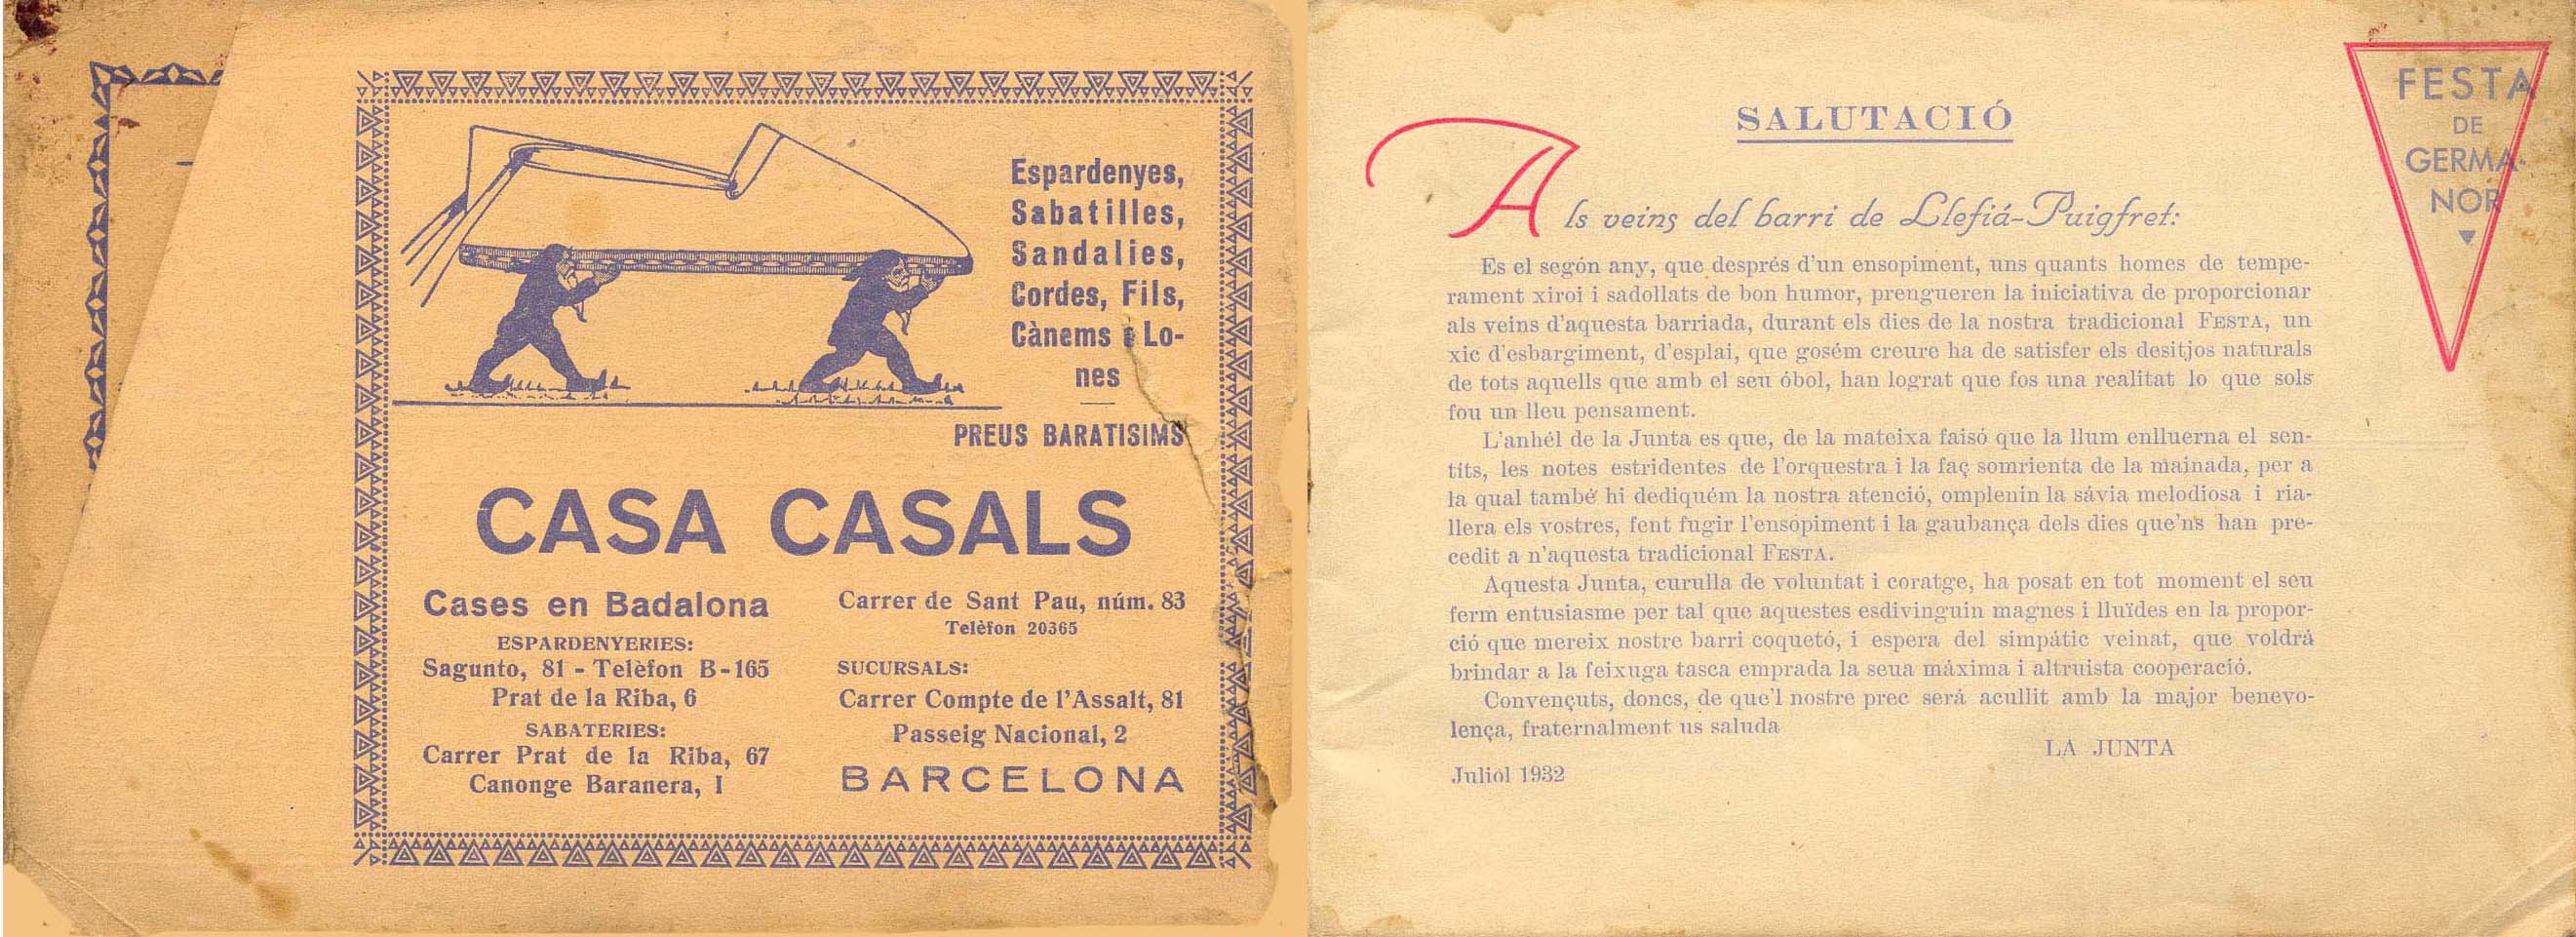 Espardenyes,
Sabatilles,
Sandalies,
Cordes, Fils,
Cànems i Lo-
nes
PREUS BARATISIMS
CASA CASALS
Cases en Badalona
ESPARDENYERIES:
Sagunto, 81 - Telèfon B-165
Prat de la Riba, 6
SABATERIES:
Carrer Prat de la Riba, 67
Canonge Baranera, 1
Carrer de Sant Pau, núm. 83
Telèfon 20365
SUCURSALS:
Carrer Compte de l'Assalt, 81
Passeig Nacional, 2
BARCELONA
FESTA
DE
GERMA-
NOR
SALUTACIÓ
Als veins del barri de Llefiá-Puigfret:
Es el segón any, que després d'un ensopiment, uns quants homes de tempe-
rament xiroi i sadollats de bon humor, prengueren la iniciativa de proporcionar
als veins d'aquesta barriada, durant els dies de la nostra tradicional FESTA, un
xic d'esbargiment, d'esplai, que gosém creure ha de satisfer els desitjos naturals
de tots aquells que amb el seu óbol, han lograt que fos una realitat lo que sols
fou un lleu pensament.
L'anhél de la Junta es que, de la mateixa faisó que la llum enlluerna el sen-
tits, les notes estridentes de l'orquestra i la faç somrienta de la mainada, per a
la qual també hi dediquém la nostra atenció, omplenin la sávia melodiosa i ria-
llera els vostres, fent fugir l'ensopiment i la gaubança dels dies que'ns han pre-
cedit a n'aquesta tradicional FESTA.
Aquesta Junta, curulla de voluntat i coratge, ha posat en tot moment el seu
ferm entusiasme per tal que aquestes esdivinguin magnes i lluïdes en la propor-
ció que mereix nostre barri coquetó, i espera del simpátic veinat, que voldrá
brindar a la feixuga tasca emprada la seua máxima i altruista cooperació.
Convençuts, doncs, de que'l nostre prec será acullit amb la major benevo-
lença, fraternalment us saluda
LA JUNTA
Juliol 1932